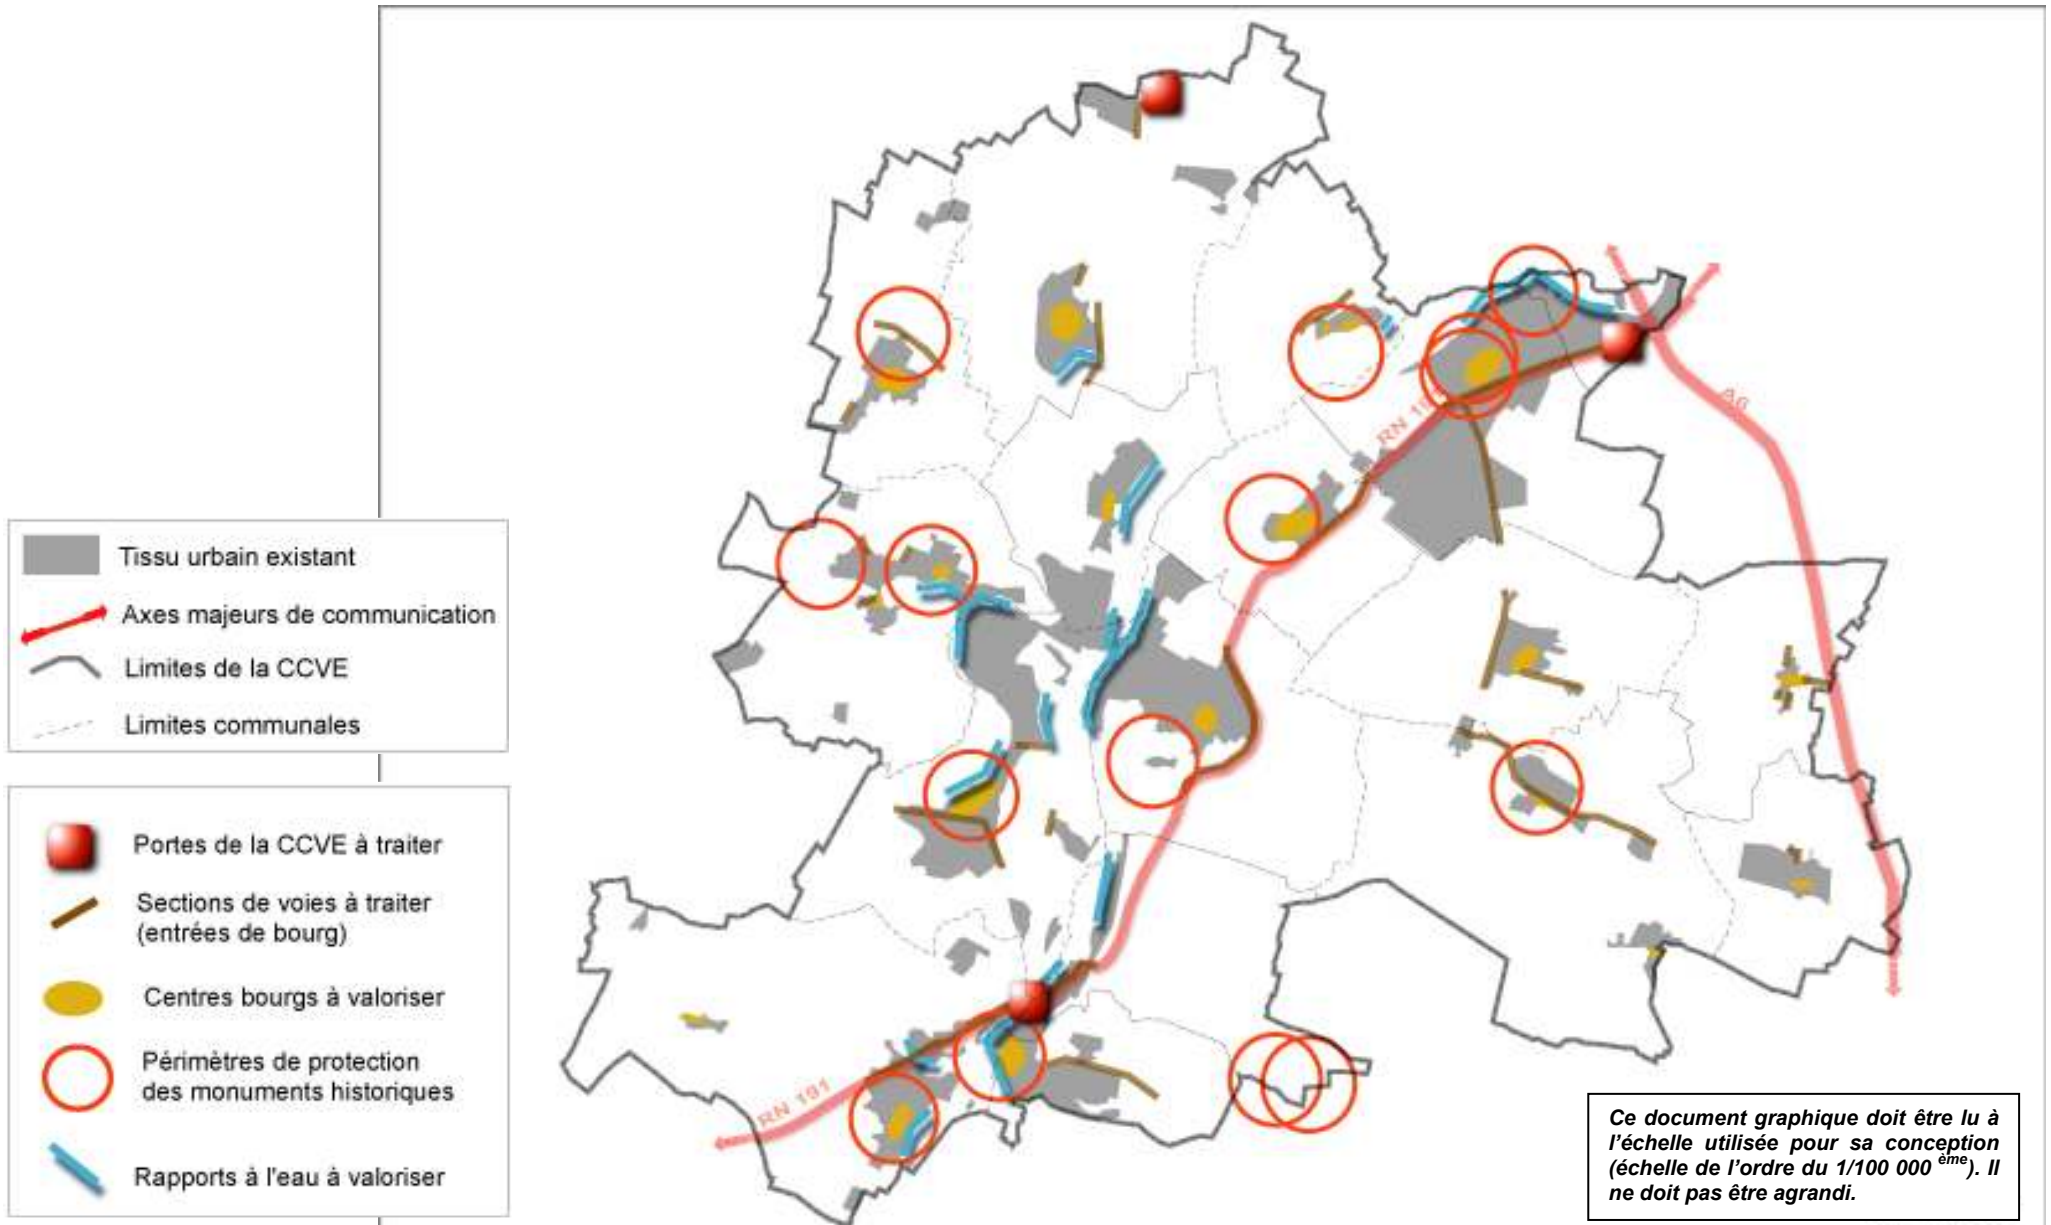 A6
RN 191
Tissu urbain existant
Axes majeurs de communication
Limites de la CCVE
Limites communales
Portes de la CCVE à traiter
Sections de voies à traiter
(entrées de bourg)
Centres bourgs à valoriser
Périmètres de protection
des monuments historiques
Rapports à l'eau à valoriser
RN 191
Ce document graphique doit être lu à
l'échelle utilisée pour sa conception
(échelle de l'ordre du 1/100 000 ème). Il
ne doit pas être agrandi.